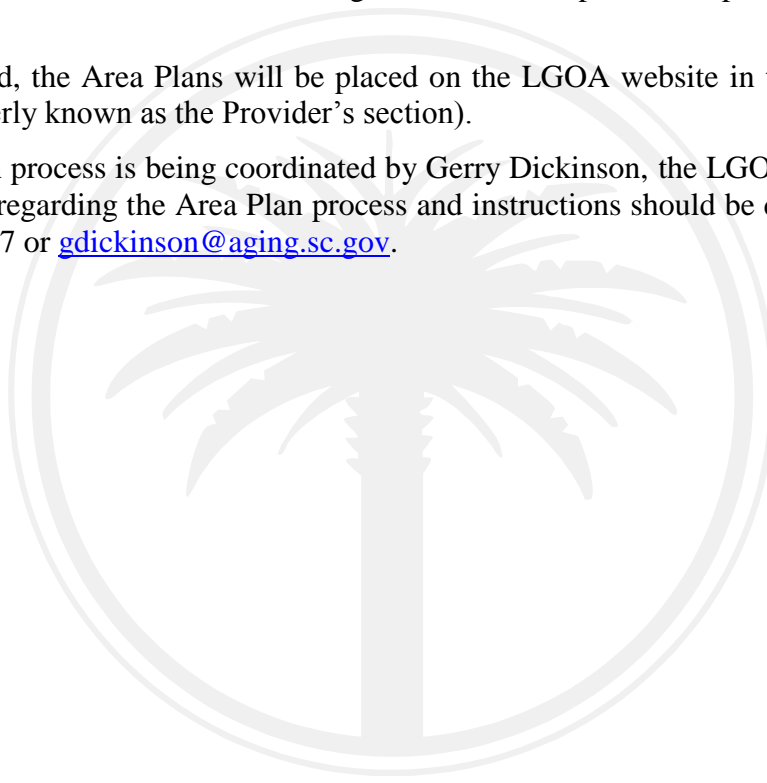 d, the Area Plans will be placed on the LGOA website in
erly known as the Provider's section).
process is being coordinated by Gerry Dickinson, the LGO
regarding the Area Plan process and instructions should be
7 or gdickinson@aging.sc.gov.